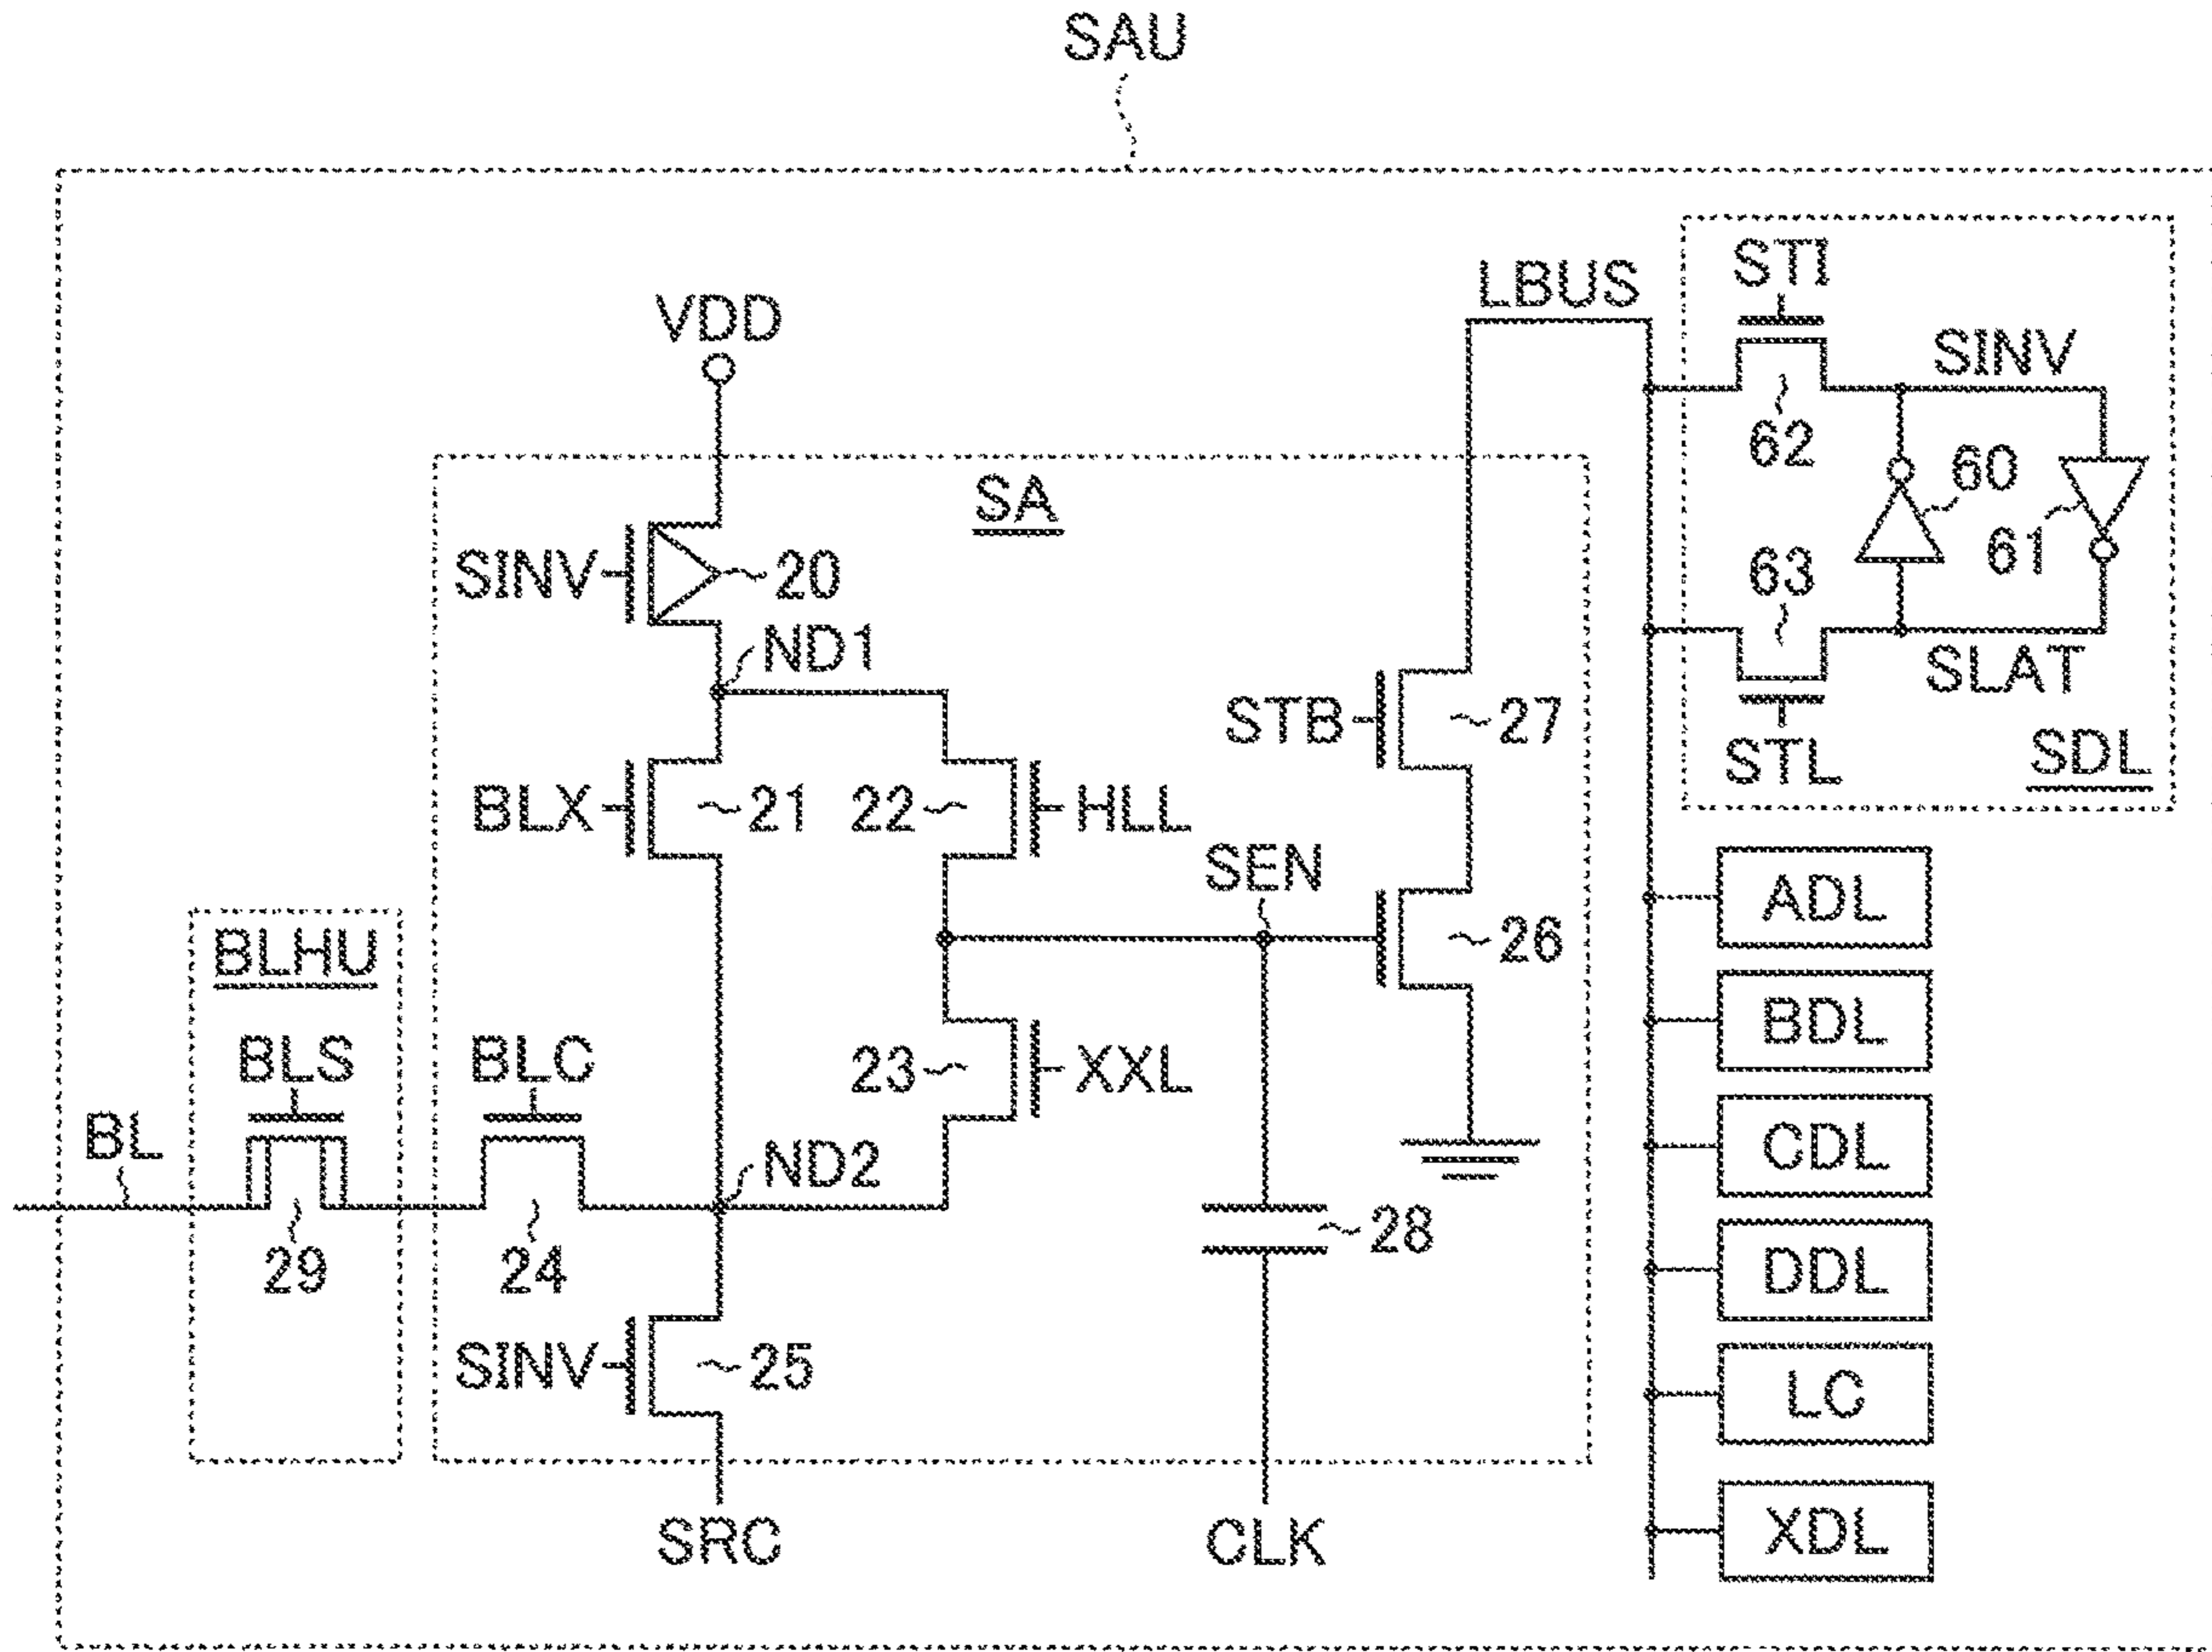 SAU
STI
LBUS
VDD
SINV
62
SA
60
SINV
20
61
63
ND1
SLAT
STB
27
STL
SDL
BLX
21
22
HLL
SEN
ADL
BLHU
26
BDL
BLS
BLC
23
XXL
BL
CDL
ND2
28
29
24
DDL
SINV
25
LC
SRC
CLK
XDL